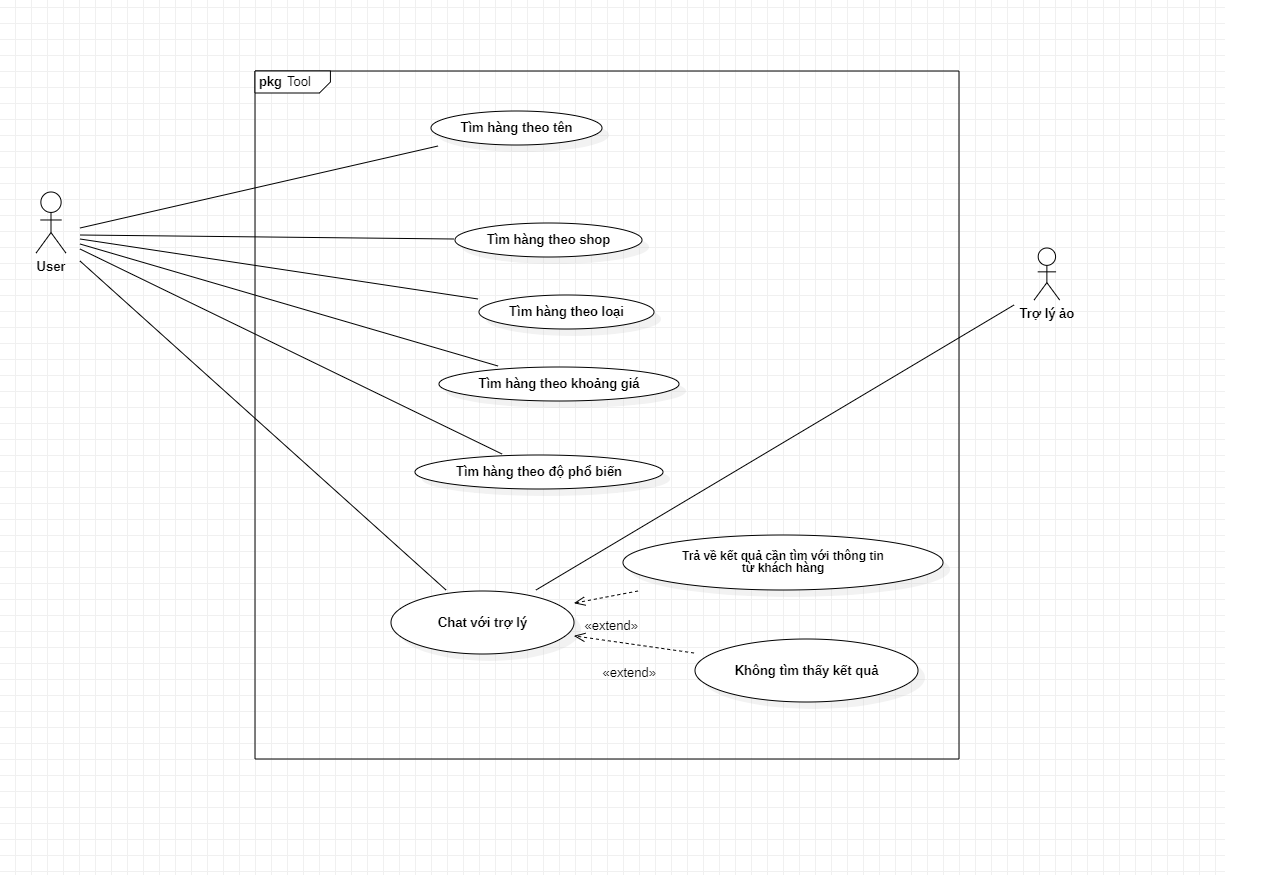 pkg Tool
Tìm hàng theo tên
User
Tìm hàng theo shop
Trợ lý ảo
Tìm hàng theo loại
Tìm hàng theo khoảng giá
Tìm hàng theo độ phổ biến
Trả về kết quả cần tìm với thông tin
từ khách hàng
Chat với trợ lý
«extend»
«extend»
Không tìm thấy kết quả